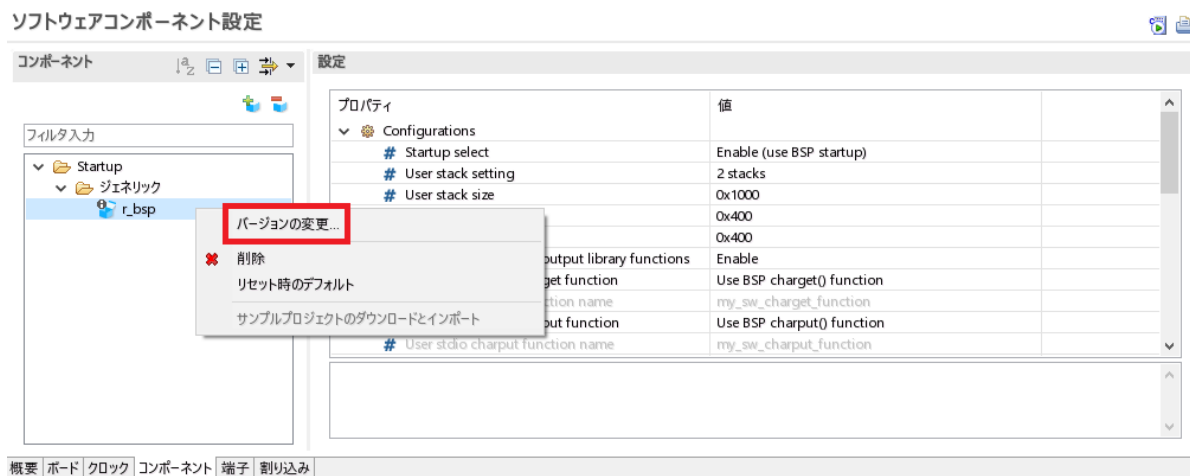 ソフトウェアコンポーネント設定
コンポーネント
設定
フィルタ入力
Startup
ジェネリック
r_bsp
バージョンの変更...
削除
リセット時のデフォルト
サンプルプロジェクトのダウンロードとインポート
プロパティ 値
Configurations
Startup select Enable (use BSP startup)
User stack setting 2 stacks
User stack size 0x1000
0x400
0x400
output library functions Enable
get function Use BSP charget() function
ction name my_sw_charget_function
out function Use BSP charput() function
User stdio charput function name my_sw_charput_function
概要 ボード クロック コンポーネント 端子 割り込み